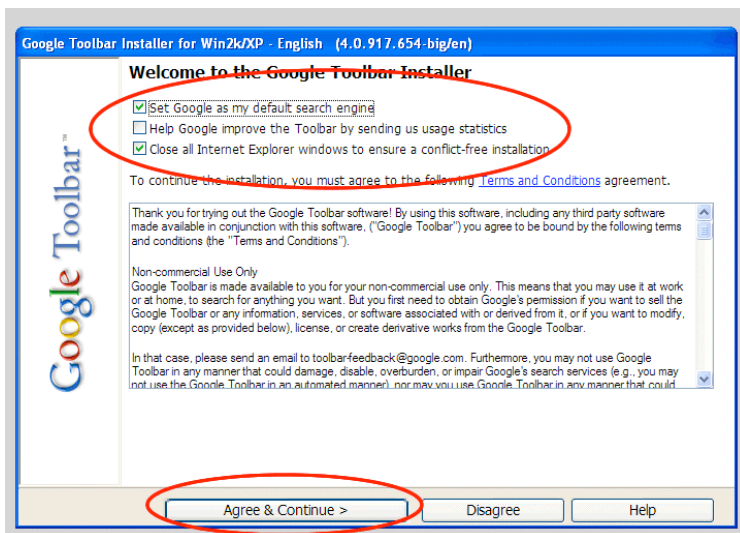 Google Toolbar Installer for Win2k/XP - English (4.0.917.654-big/en)
Google Toolbar™
Welcome to the Google Toolbar Installer
Set Google as my default search engine
Help Google improve the Toolbar by sending us usage statistics
Close all Internet Explorer windows to ensure a conflict-free installation
To continue the installation, you must agree to the following Terms and Conditions agreement.
Thank you for trying out the Google Toolbar software! By using this software, including any third party software
made available in conjunction with this software, ("Google Toolbar") you agree to be bound by the following terms
and conditions (the "Terms and Conditions").
Non-commercial Use Only
Google Toolbar is made available to you for your non-commercial use only. This means that you may use it at work
or at home, to search for anything you want. But you first need to obtain Google's permission if you want to sell the
Google Toolbar or any information, services, or software associated with or derived from it, or if you want to modify,
copy (except as provided below), license, or create derivative works from the Google Toolbar.
In that case, please send an email to toolbar-feedback@google.com. Furthermore, you may not use Google
Toolbar in any manner that could damage, disable, overburden, or impair Google's search services (e.g., you may
not use the Google Toolbar in an automated manner), nor may you use Google Toolbar in any manner that could
Agree & Continue >
Disagree
Help